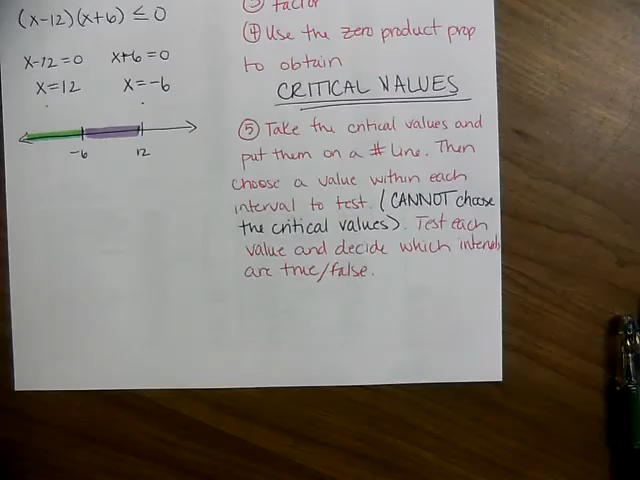 (x-12)(x+6) ≤ 0
x-12=0 x+6=0
x=12 x=-6
-6 12
③ factor
④ Use the zero product prop
to obtain
CRITICAL VALUES
⑤ Take the critical values and
put them on a # line. Then
choose a value within each
interval to test. (CANNOT choose
the critical values). Test each
value and decide which intervals
are true/false.